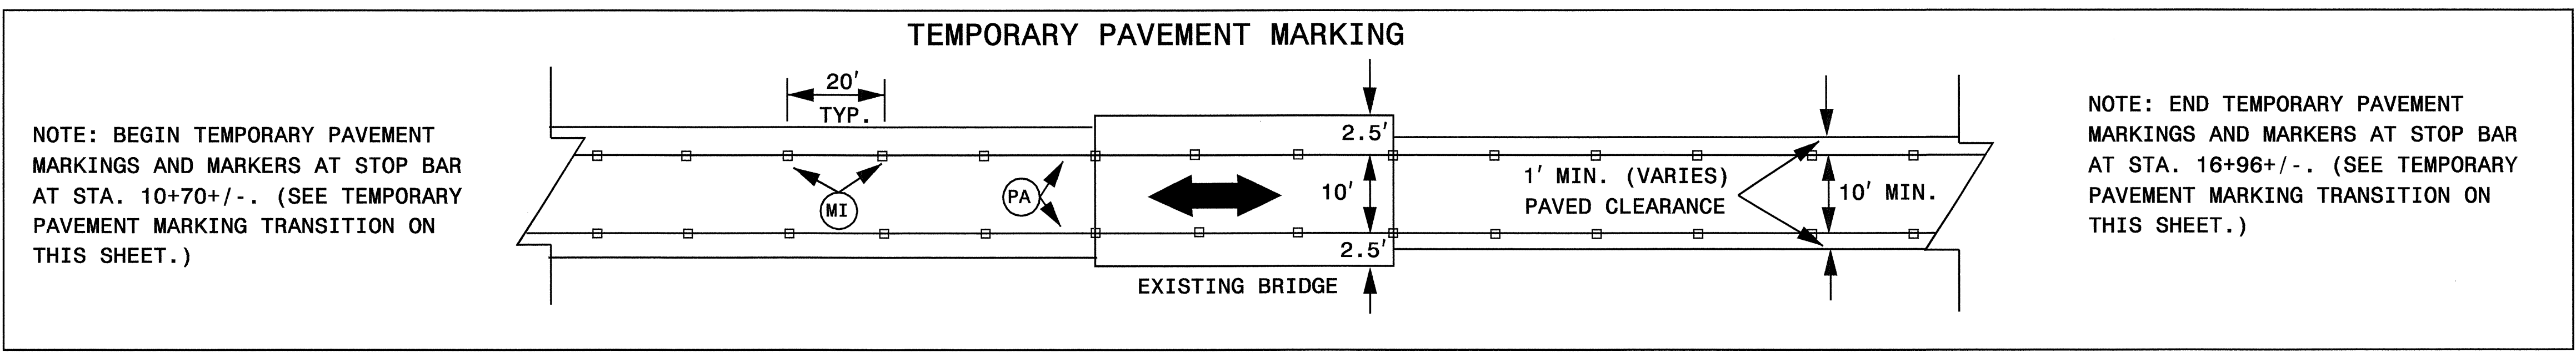 TEMPORARY PAVEMENT MARKING
NOTE: BEGIN TEMPORARY PAVEMENT
MARKINGS AND MARKERS AT STOP BAR
AT STA. 10+70+/-. (SEE TEMPORARY
PAVEMENT MARKING TRANSITION ON
THIS SHEET.)
20'
TYP.
MI
PA
2.5'
10'
2.5'
EXISTING BRIDGE
1' MIN. (VARIES)
PAVED CLEARANCE
10' MIN.
NOTE: END TEMPORARY PAVEMENT
MARKINGS AND MARKERS AT STOP BAR
AT STA. 16+96+/-. (SEE TEMPORARY
PAVEMENT MARKING TRANSITION ON
THIS SHEET.)